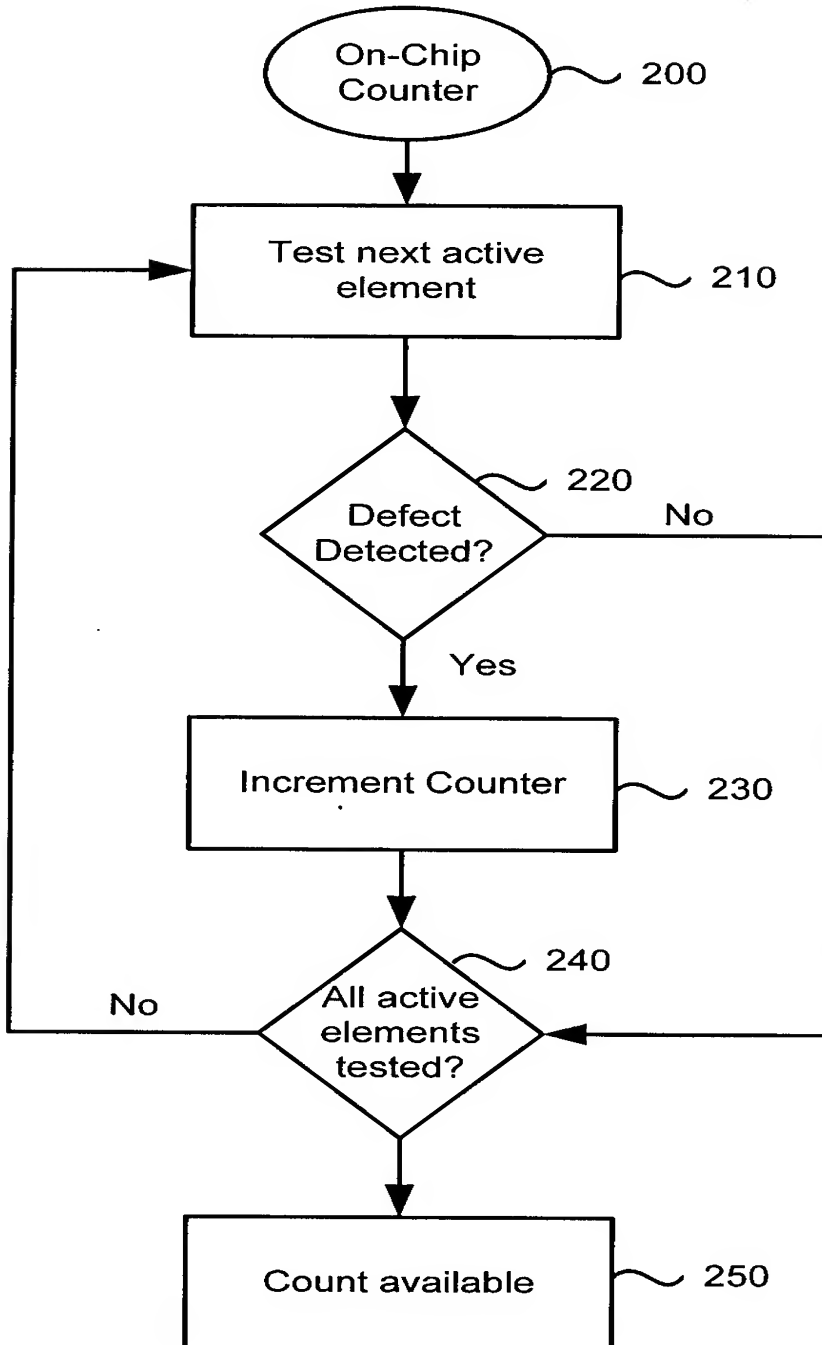 On-Chip
Counter
200
Test next active
element
210
220
Defect
Detected?
No
Yes
Increment Counter
230
240
No
All active
elements
tested?
Count available
250